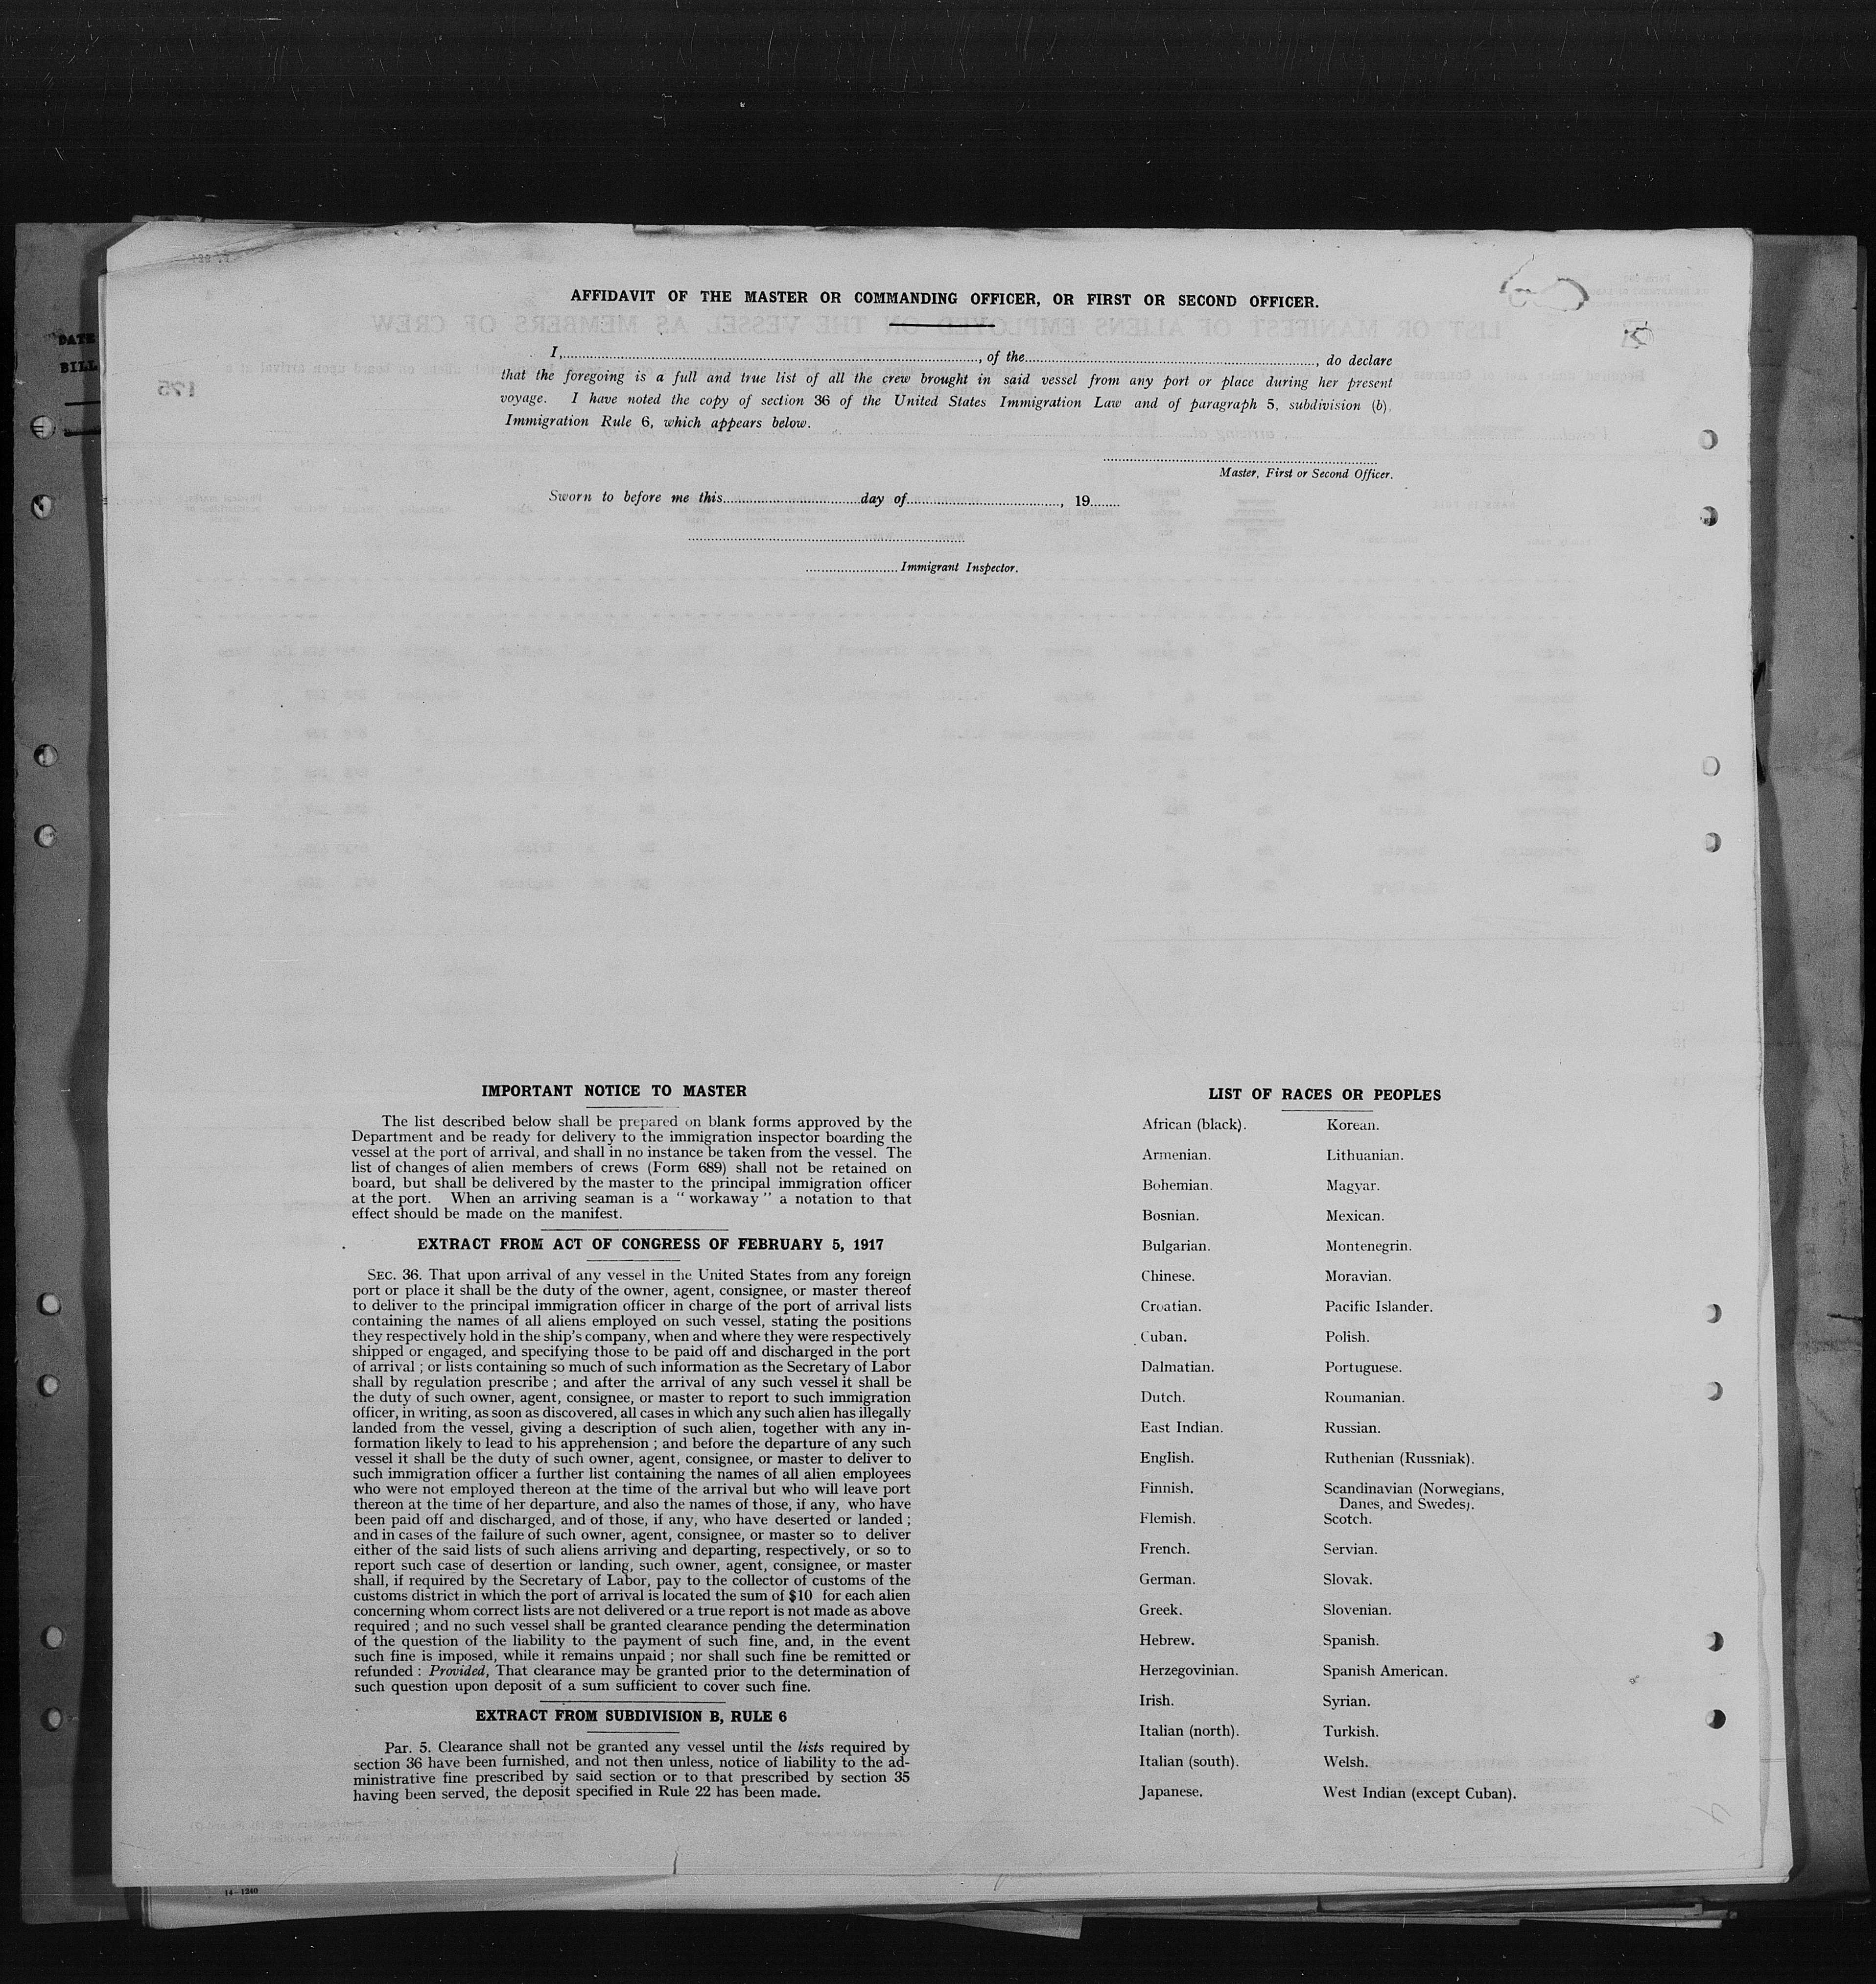 AFFIDAVIT OF THE MASTER OR COMMANDING OFFICER, OR FIRST OR SECOND OFFICER.
LIST OR MANIFEST OF ALIENS EMPLOYED ON THE VESSEL AS MEMBERS OF CREW
DATE
BILL
175
I,.............................., of the.............................., do declare
that the foregoing is a full and true list of all the crew brought in said vessel from any port or place during her present
voyage. I have noted the copy of section 36 of the United States Immigration Law and of paragraph 5, subdivision (b),
Immigration Rule 6, which appears below.
Master, First or Second Officer.
Sworn to before me this....................day of...................., 19......
....................Immigrant Inspector.
IMPORTANT NOTICE TO MASTER
The list described below shall be prepared on blank forms approved by the
Department and be ready for delivery to the immigration inspector boarding the
vessel at the port of arrival, and shall in no instance be taken from the vessel. The
list of changes of alien members of crews (Form 689) shall not be retained on
board, but shall be delivered by the master to the principal immigration officer
at the port. When an arriving seaman is a " workaway " a notation to that
effect should be made on the manifest.
EXTRACT FROM ACT OF CONGRESS OF FEBRUARY 5, 1917
SEC. 36. That upon arrival of any vessel in the United States from any foreign
port or place it shall be the duty of the owner, agent, consignee, or master thereof
to deliver to the principal immigration officer in charge of the port of arrival lists
containing the names of all aliens employed on such vessel, stating the positions
they respectively hold in the ship's company, when and where they were respectively
shipped or engaged, and specifying those to be paid off and discharged in the port
of arrival ; or lists containing so much of such information as the Secretary of Labor
shall by regulation prescribe ; and after the arrival of any such vessel it shall be
the duty of such owner, agent, consignee, or master to report to such immigration
officer, in writing, as soon as discovered, all cases in which any such alien has illegally
landed from the vessel, giving a description of such alien, together with any in-
formation likely to lead to his apprehension ; and before the departure of any such
vessel it shall be the duty of such owner, agent, consignee, or master to deliver to
such immigration officer a further list containing the names of all alien employees
who were not employed thereon at the time of the arrival but who will leave port
thereon at the time of her departure, and also the names of those, if any, who have
been paid off and discharged, and of those, if any, who have deserted or landed ;
and in cases of the failure of such owner, agent, consignee, or master so to deliver
either of the said lists of such aliens arriving and departing, respectively, or so to
report such case of desertion or landing, such owner, agent, consignee, or master
shall, if required by the Secretary of Labor, pay to the collector of customs of the
customs district in which the port of arrival is located the sum of $10 for each alien
concerning whom correct lists are not delivered or a true report is not made as above
required ; and no such vessel shall be granted clearance pending the determination
of the question of the liability to the payment of such fine, and, in the event
such fine is imposed, while it remains unpaid ; nor shall such fine be remitted or
refunded : Provided, That clearance may be granted prior to the determination of
such question upon deposit of a sum sufficient to cover such fine.
EXTRACT FROM SUBDIVISION B, RULE 6
Par. 5. Clearance shall not be granted any vessel until the lists required by
section 36 have been furnished, and not then unless, notice of liability to the ad-
ministrative fine prescribed by said section or to that prescribed by section 35
having been served, the deposit specified in Rule 22 has been made.
LIST OF RACES OR PEOPLES
African (black).
Armenian.
Bohemian.
Bosnian.
Bulgarian.
Chinese.
Croatian.
Cuban.
Dalmatian.
Dutch.
East Indian.
English.
Finnish.
Flemish.
French.
German.
Greek.
Hebrew.
Herzegovinian.
Irish.
Italian (north).
Italian (south).
Japanese.
Korean.
Lithuanian.
Magyar.
Mexican.
Montenegrin.
Moravian.
Pacific Islander.
Polish.
Portuguese.
Roumanian.
Russian.
Ruthenian (Russniak).
Scandinavian (Norwegians,
Danes, and Swedes).
Scotch.
Servian.
Slovak.
Slovenian.
Spanish.
Spanish American.
Syrian.
Turkish.
Welsh.
West Indian (except Cuban).
14—1240